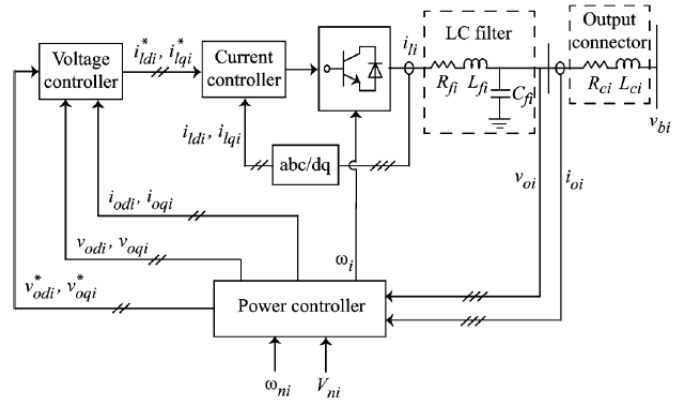 Voltage
controller
i*ldi, i*lqi
Current
controller
ili
LC filter
Rfi Lfi
Cfi
Output
connector
Rci Lci
vbi
ildi, ilqi
abc/dq
voi
ioi
iodi, ioqi
vodi, voqi
ωi
v*odi, v*oqi
Power controller
ωni
Vni